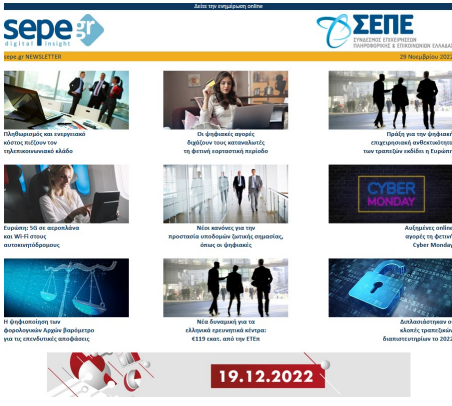 Δείτε την ενημέρωση online
sepe.gr
digital insight
ΣΕΠΕ
ΣΥΝΔΕΣΜΟΣ ΕΠΙΧΕΙΡΗΣΕΩΝ
ΠΛΗΡΟΦΟΡΙΚΗΣ & ΕΠΙΚΟΙΝΩΝΙΩΝ ΕΛΛΑΔΑΣ
sepe.gr NEWSLETTER
29 Νοεμβρίου 2022
Πληθωρισμός και ενεργειακό
κόστος πιέζουν τον
τηλεπικοινωνιακό κλάδο
Οι ψηφιακές αγορές
διχάζουν τους καταναλωτές
τη φετινή εορταστική περίοδο
Πράξη για την ψηφιακή
επιχειρησιακή ανθεκτικότητα
των τραπεζών εκδίδει η Ευρώπη
Ευρώπη: 5G σε αεροπλάνα
και Wi-Fi στους
αυτοκινητόδρομους
Νέοι κανόνες για την
προστασία υποδομών ζωτικής σημασίας,
όπως οι ψηφιακές
CYBER
MONDAY
Αυξημένες online
αγορές τη φετινή
Cyber Monday
Η ψηφιοποίηση των
φορολογικών Αρχών βαρόμετρο
για τις επενδυτικές αποφάσεις
Νέα δυναμική για τα
ελληνικά ερευνητικά κέντρα:
€119 εκατ. από την ΕΤΕπ
Διπλασιάστηκαν οι
κλοπές τραπεζικών
διαπιστευτηρίων το 2022
19.12.2022